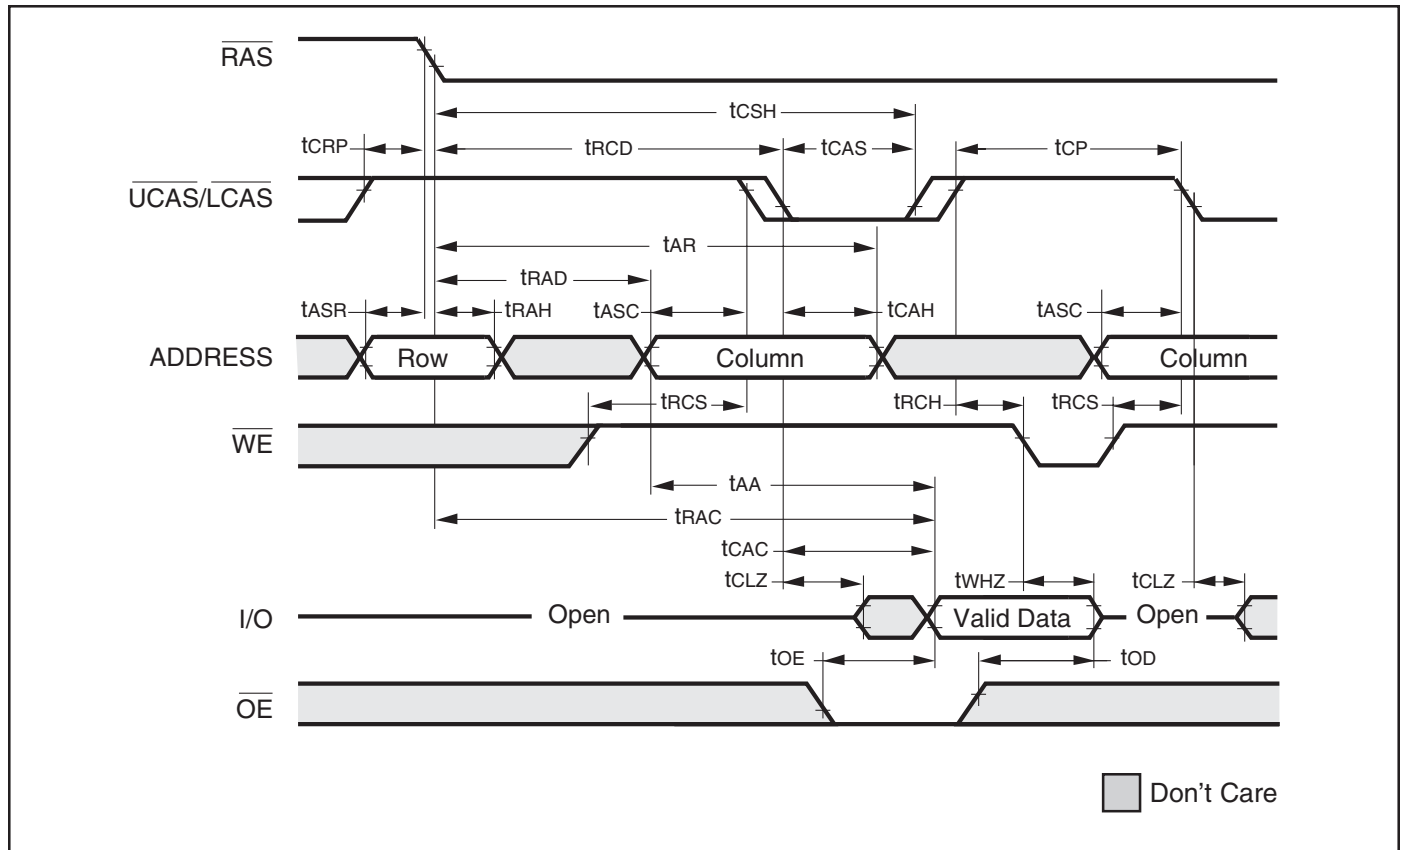 RAS
tCSH
tCRP tRCD tCAS tCP
UCAS/LCAS
tAR
tRAD
tASR tRAH tASC tCAH tASC
ADDRESS Row Column Column
tRCS tRCH tRCS
WE
tAA
tRAC
tCAC
tCLZ tWHZ tCLZ
I/O Open Valid Data Open
tOE tOD
OE
Don't Care